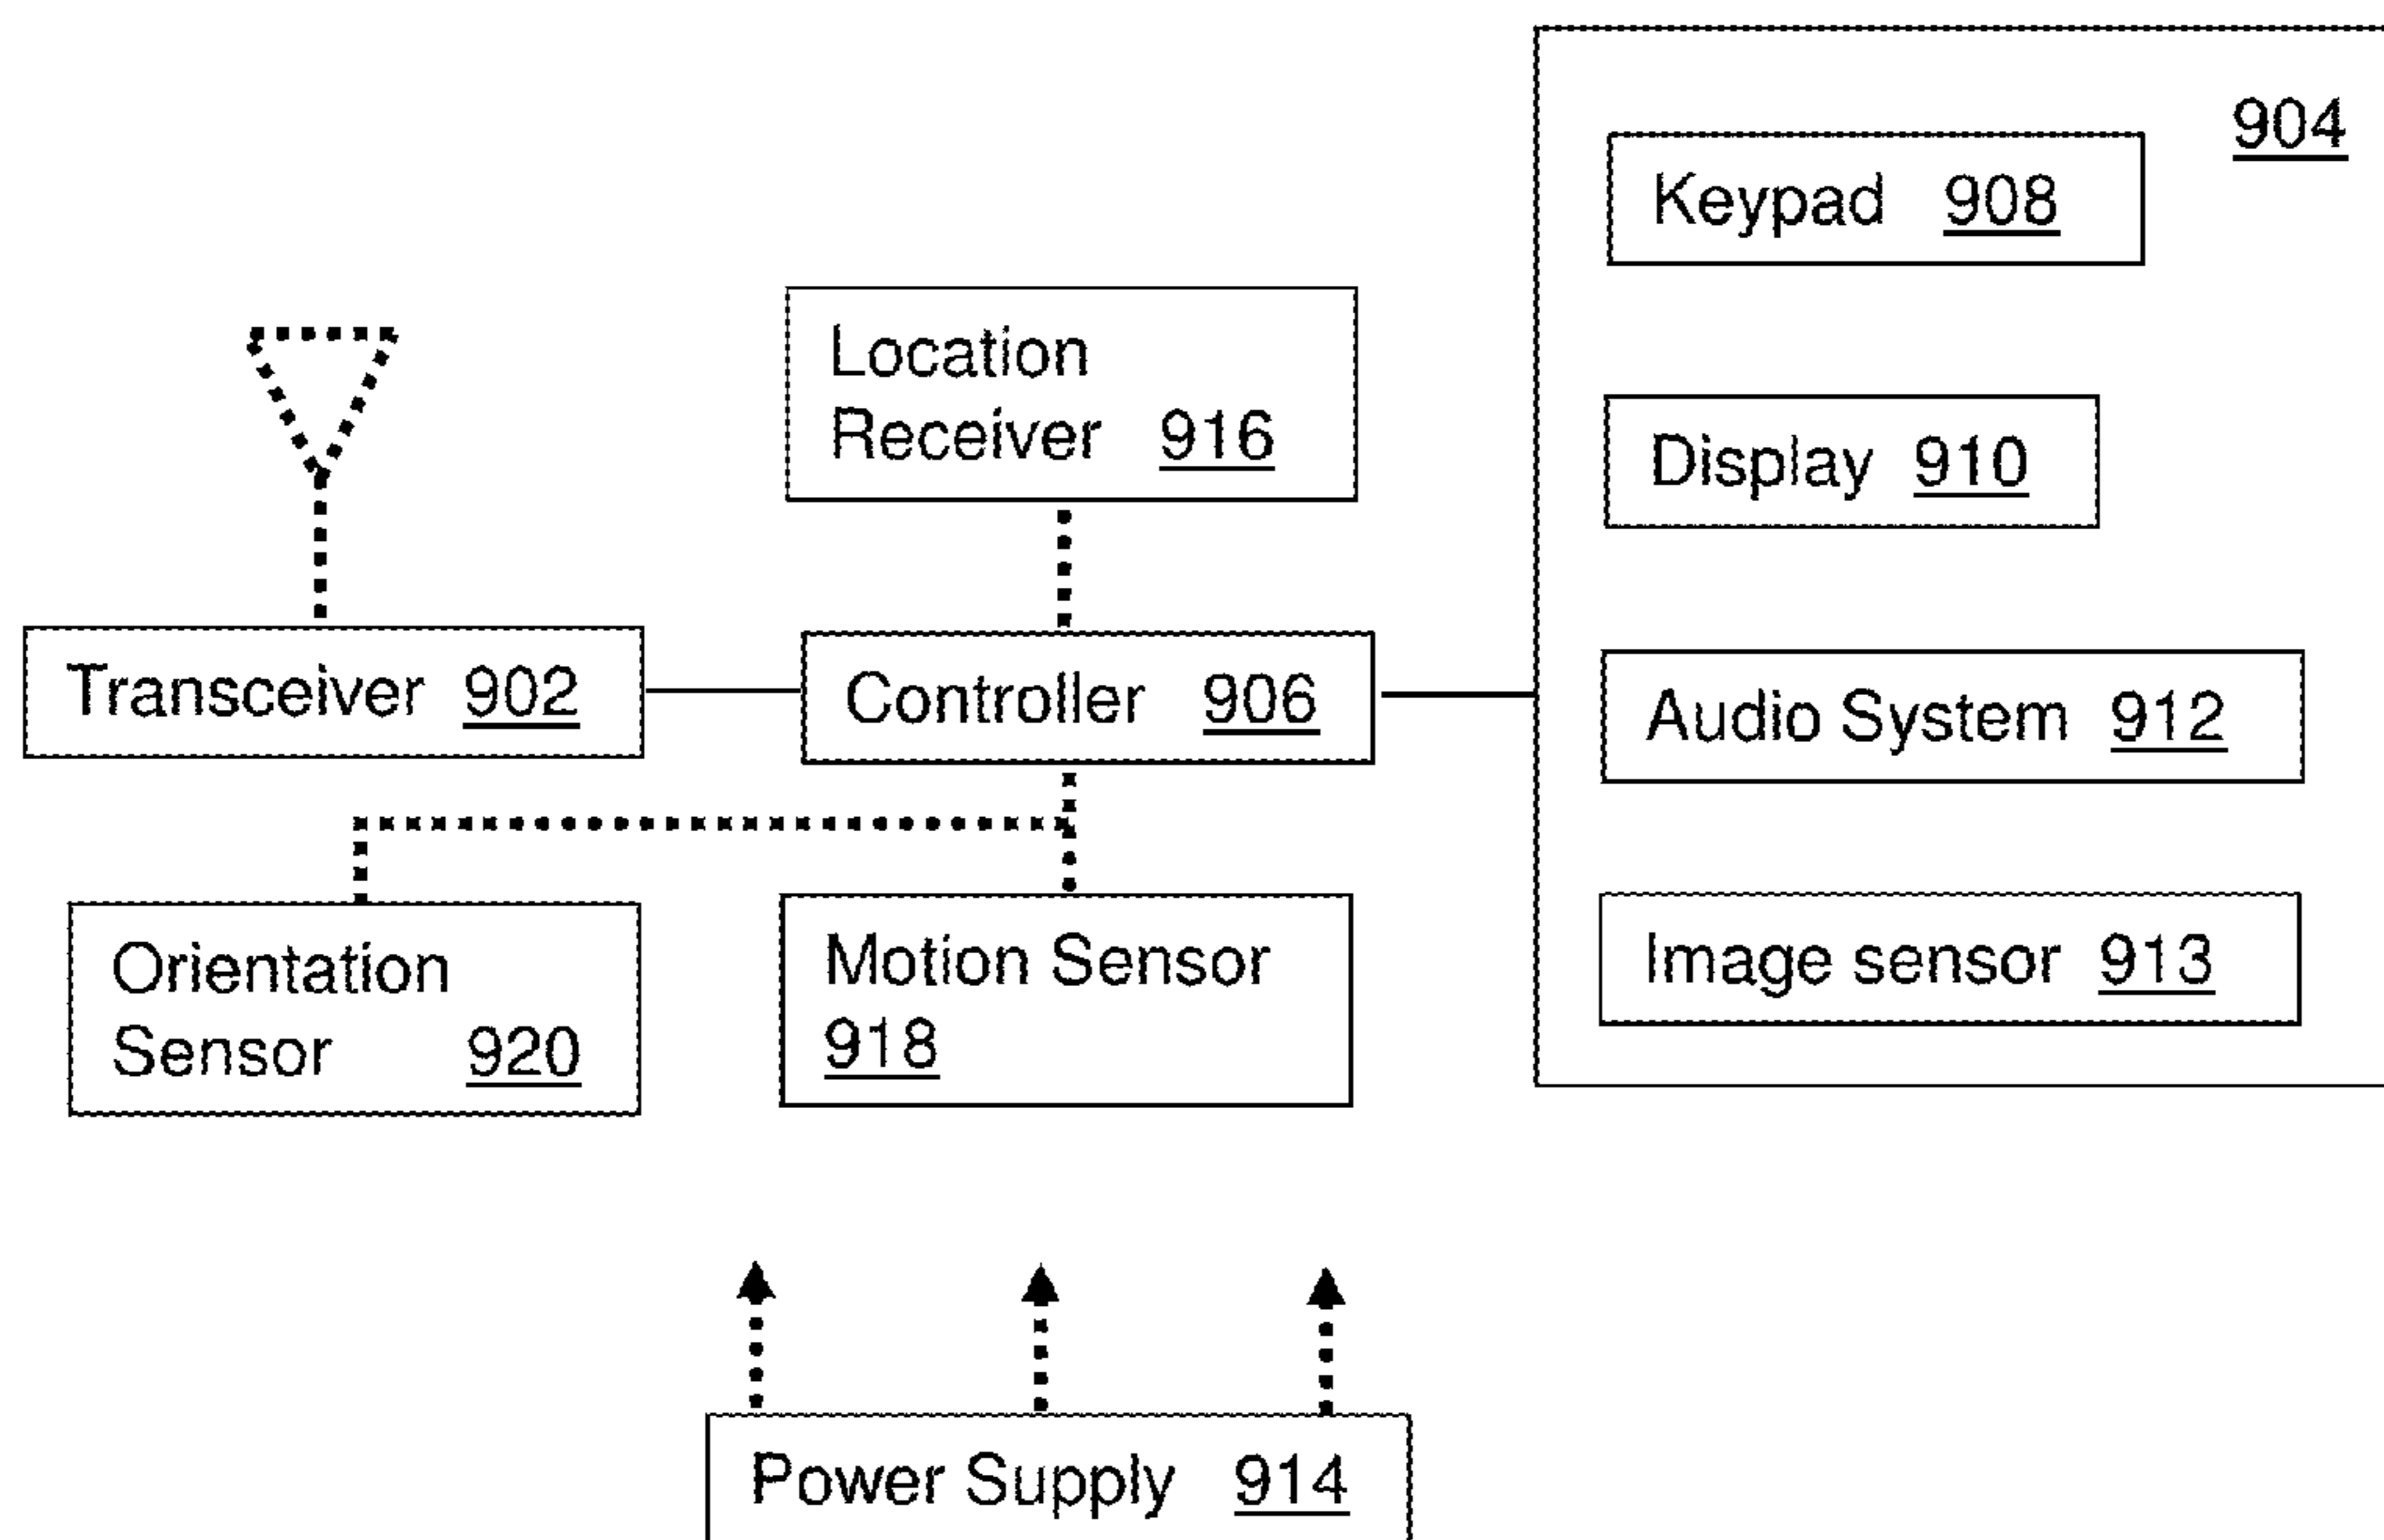 904
Keypad 908
Location
Receiver 916
Display 910
Transceiver 902
Controller 906
Audio System 912
Orientation
Sensor 920
Motion Sensor
918
Image sensor 913
Power Supply 914